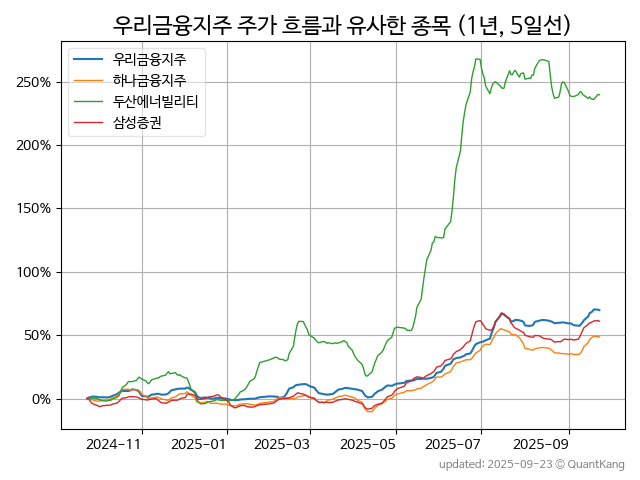 우리금융지주 주가 흐름과 유사한 종목 (1년, 5일선)
우리금융지주
하나금융지주
두산에너빌리티
삼성증권
250%
200%
150%
100%
50%
0%
2024-11 2025-01 2025-03 2025-05 2025-07 2025-09
updated: 2025-09-23 © QuantKang